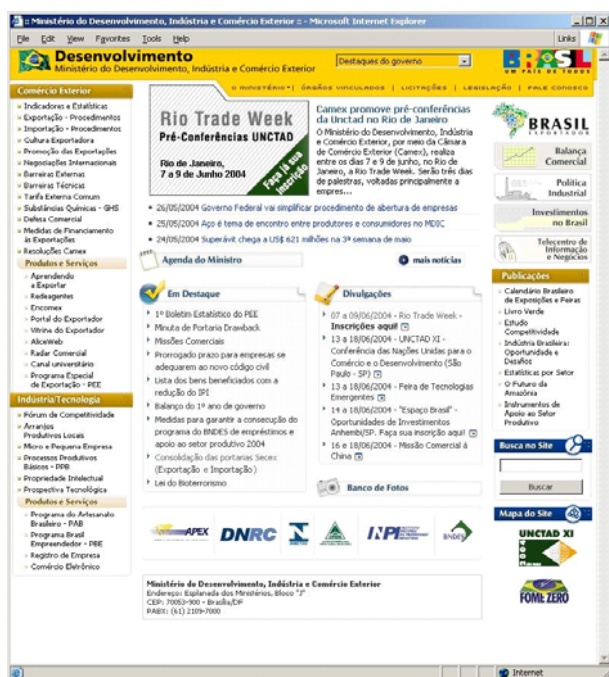 :: Ministério do Desenvolvimento, Indústria e Comércio Exterior :: - Microsoft Internet Explorer
File Edit View Favorites Tools Help
Links
Desenvolvimento
Ministério do Desenvolvimento, Indústria e Comércio Exterior
Destaques do governo
BRASIL
UM PAÍS DE TODOS
O MINISTÉRIO | ÓRGÃOS VINCULADOS | LICITAÇÕES | LEGISLAÇÃO | FALE CONOSCO
Comércio Exterior
Indicadores e Estatísticas
Exportação - Procedimentos
Importação - Procedimentos
Cultura Exportadora
Promoção das Exportações
Negociações Internacionais
Barreiras Externas
Barreiras Técnicas
Tarifa Externa Comum
Substâncias Químicas - GHS
Defesa Comercial
Medidas de Financiamento
às Exportações
Resoluções Camex
Produtos e Serviços
Aprendendo
a Exportar
Redeagentes
Encomex
Portal do Exportador
Vitrine do Exportador
AliceWeb
Radar Comercial
Canal universitário
Programa Especial
de Exportação - PEE
Indústria/Tecnologia
Fórum de Competitividade
Arranjos
Produtivos Locais
Micro e Pequena Empresa
Processos Produtivos
Básicos - PPB
Propriedade Intelectual
Prospectiva Tecnológica
Produtos e Serviços
Programa do Artesanato
Brasileiro - PAB
Programa Brasil
Empreendedor - PBE
Registro de Empresa
Comércio Eletrônico
Rio Trade Week
Pré-Conferências UNCTAD
Rio de Janeiro,
7 a 9 de Junho 2004
Faça já sua
inscrição
Camex promove pré-conferências
da Unctad no Rio de Janeiro
O Ministério do Desenvolvimento, Indústria
e Comércio Exterior, por meio da Câmara
de Comércio Exterior (Camex), realiza
entre os dias 7 e 9 de junho, no Rio de
Janeiro, a Rio Trade Week. Serão três dias
de palestras, voltadas principalmente a
empres...
26/05/2004 Governo Federal vai simplificar procedimento de abertura de empresas
25/05/2004 Aço é tema de encontro entre produtores e consumidores no MDIC
24/05/2004 Superávit chega a US$ 621 milhões na 3ª semana de maio
Agenda do Ministro
mais notícias
Em Destaque
1º Boletim Estatístico do PEE
Minuta de Portaria Drawback
Missões Comerciais
Prorrogado prazo para empresas se
adequarem ao novo código civil
Lista dos bens beneficiados com a
redução do IPI
Balanço do 1º ano de governo
Medidas para garantir a consecução do
programa do BNDES de empréstimos e
apoio ao setor produtivo 2004
Consolidação das portarias Secex
(Exportação e Importação)
Lei do Bioterrorismo
Divulgações
07 a 09/06/2004 - Rio Trade Week -
Inscrições aqui!
13 a 18/06/2004 - UNCTAD XI -
Conferência das Nações Unidas para o
Comércio e o Desenvolvimento (São
Paulo - SP)
13 a 18/06/2004 - Feira de Tecnologias
Emergentes
14 a 18/06/2004 - "Espaço Brasil" -
Oportunidades de Investimentos
Anhembi/SP. Faça sua inscrição aqui!
16 e 18/06/2004 - Missão Comercial á
China
Banco de Fotos
APEX
DNRC
INPI
BNDES
BRASIL
EXPORTADOR
Balança
Comercial
Política
Industrial
Investimentos
no Brasil
Telecentro de
Informação
e Negócios
Publicações
Calendário Brasileiro
de Exposições e Feiras
Livro Verde
Estudo
Competitividade
Indústria Brasileira:
Oportunidade e
Desafios
Estatísticas por Setor
O Futuro da
Amazônia
Instrumentos de
Apoio ao Setor
Produtivo
Busca no Site
Buscar
Mapa do Site
UNCTAD XI
FOME ZERO
Ministério do Desenvolvimento, Indústria e Comércio Exterior
Endereço: Esplanada dos Ministérios, Bloco "J"
CEP: 70053-900 - Brasília/DF
PABX: (61) 2109-7000
Internet